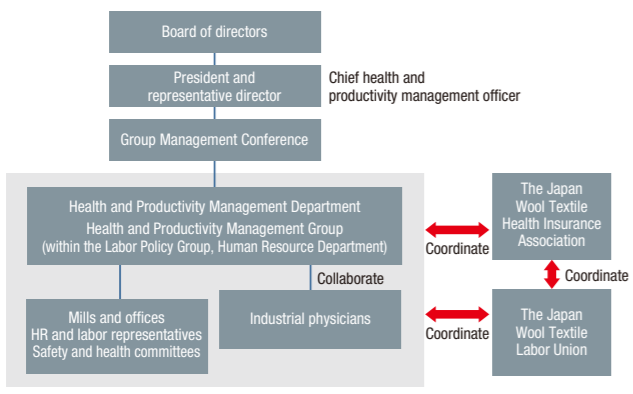 Board of directors
President and
representative director
Chief health and
productivity management officer
Group Management Conference
Health and Productivity Management Department
Health and Productivity Management Group
(within the Labor Policy Group, Human Resource Department)
Collaborate
Mills and offices
HR and labor representatives
Safety and health committees
Industrial physicians
Coordinate
Coordinate
The Japan
Wool Textile
Health Insurance
Association
Coordinate
The Japan
Wool Textile
Labor Union